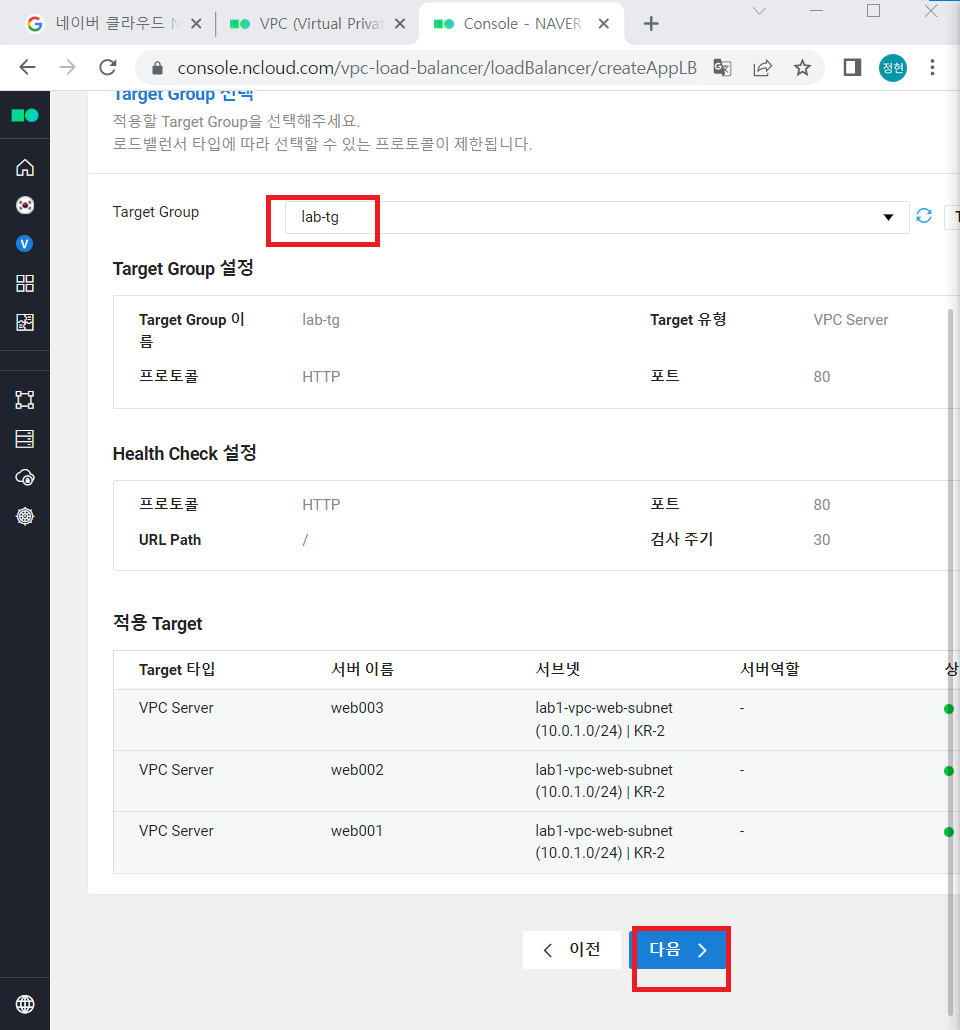 네이버 클라우드 N
VPC (Virtual Privat
Console - NAVER
console.ncloud.com/vpc-load-balancer/loadBalancer/createAppLB
정현
Target Group 선택
적용할 Target Group을 선택해주세요.
로드밸런서 타입에 따라 선택할 수 있는 프로토콜이 제한됩니다.
V
Target Group
lab-tg
T
Target Group 설정
Target Group 이름
lab-tg
Target 유형
VPC Server
프로토콜
HTTP
포트
80
Health Check 설정
프로토콜
HTTP
포트
80
URL Path
/
검사 주기
30
적용 Target
Target 타입 서버 이름 서브넷 서버역할 상
VPC Server web003 lab1-vpc-web-subnet -
(10.0.1.0/24) | KR-2
VPC Server web002 lab1-vpc-web-subnet -
(10.0.1.0/24) | KR-2
VPC Server web001 lab1-vpc-web-subnet -
(10.0.1.0/24) | KR-2
이전
다음